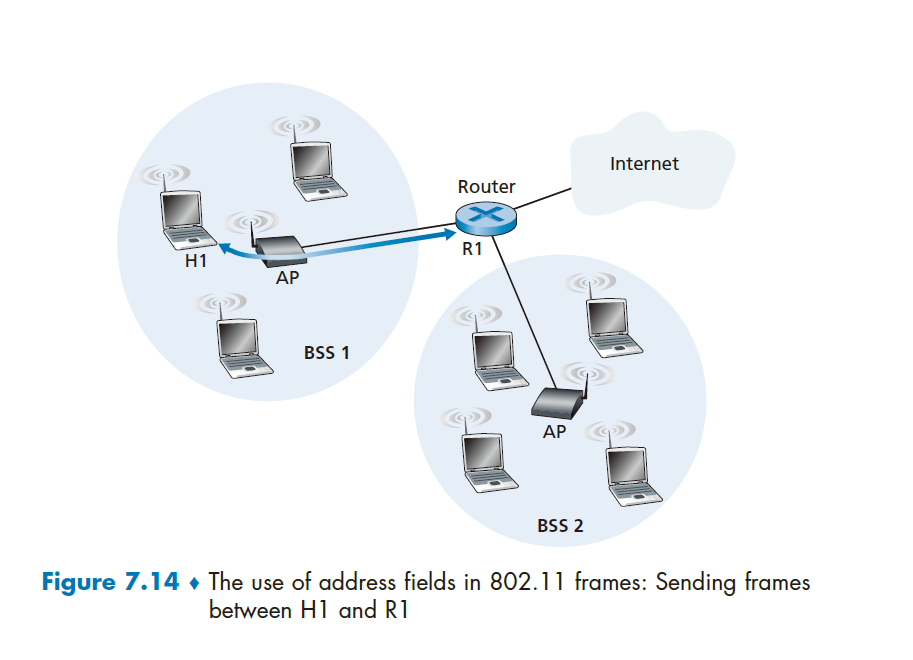 Internet
Router
R1
H1
AP
BSS 1
AP
BSS 2
Figure 7.14 ♦ The use of address fields in 802.11 frames: Sending frames
between H1 and R1